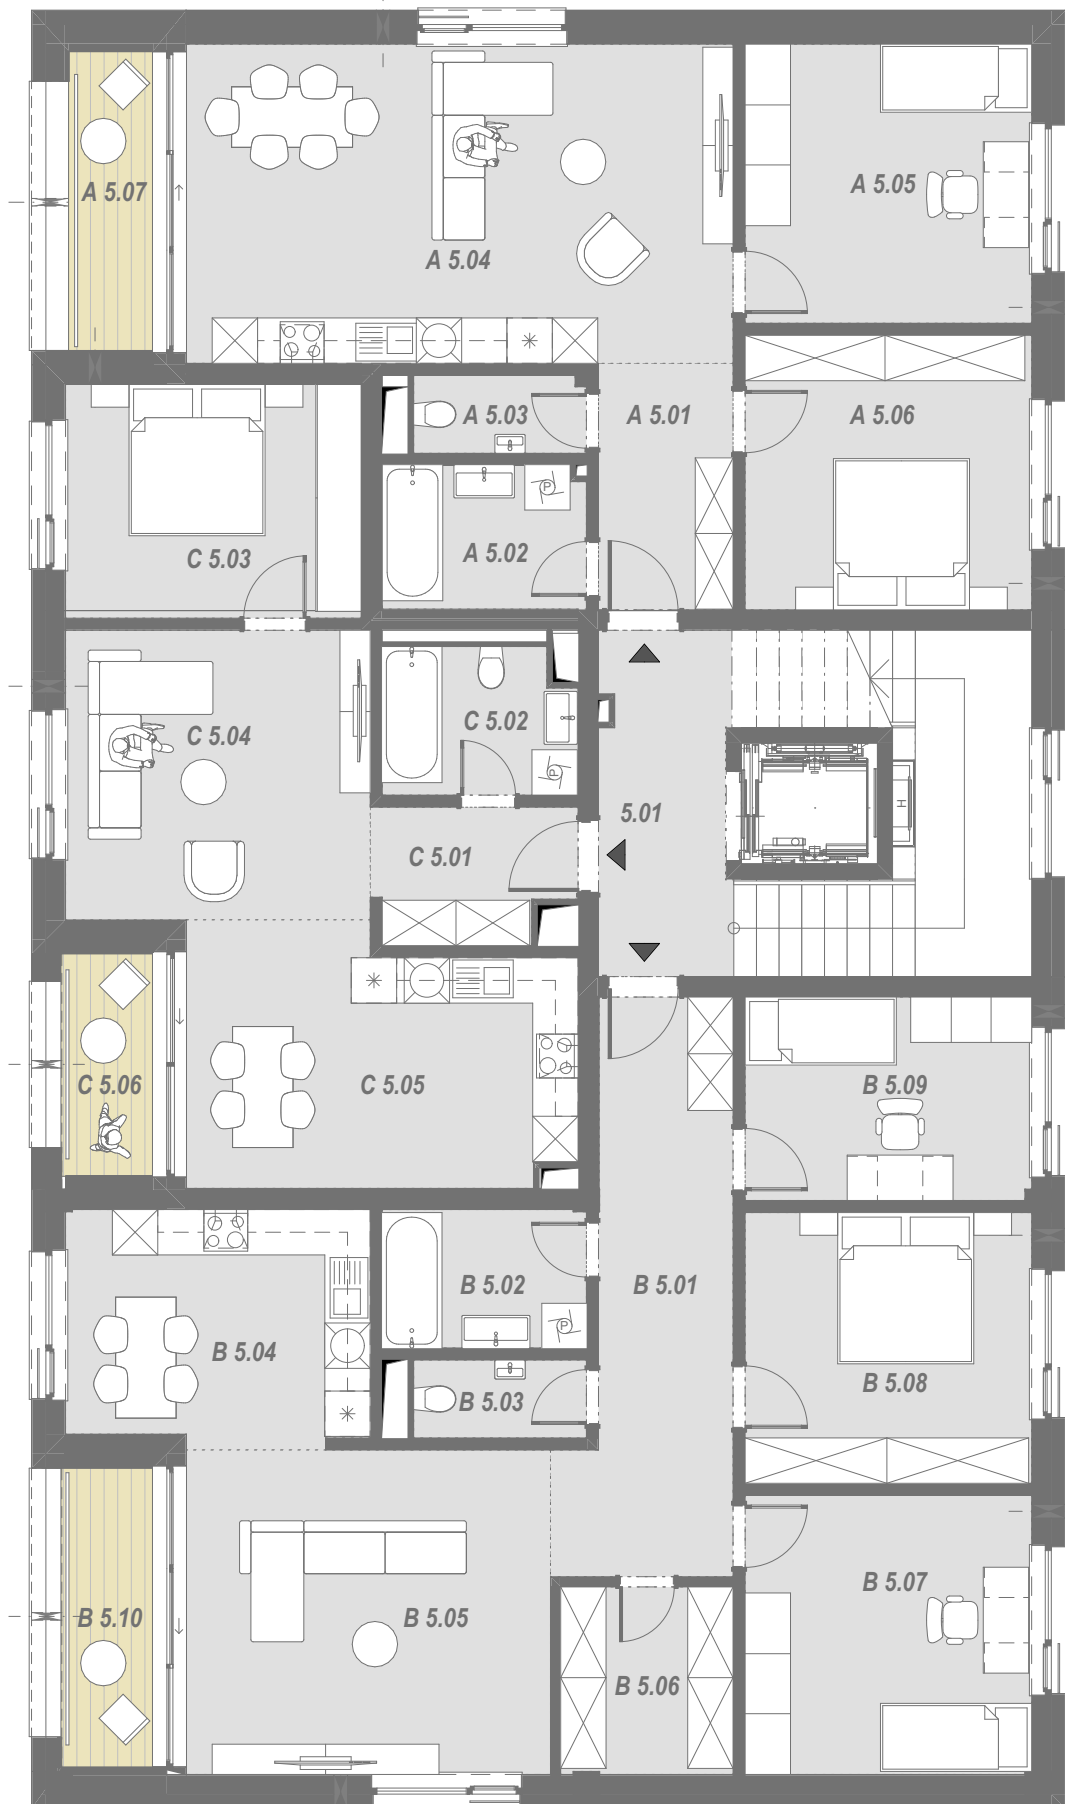 A 5.07
A 5.04
A 5.05
A 5.03
A 5.01
A 5.06
P
A 5.02
C 5.03
C 5.04
C 5.02
P
5.01
H
C 5.01
C 5.06
C 5.05
B 5.09
B 5.02
B 5.01
P
B 5.04
B 5.03
B 5.08
B 5.10
B 5.05
B 5.07
B 5.06